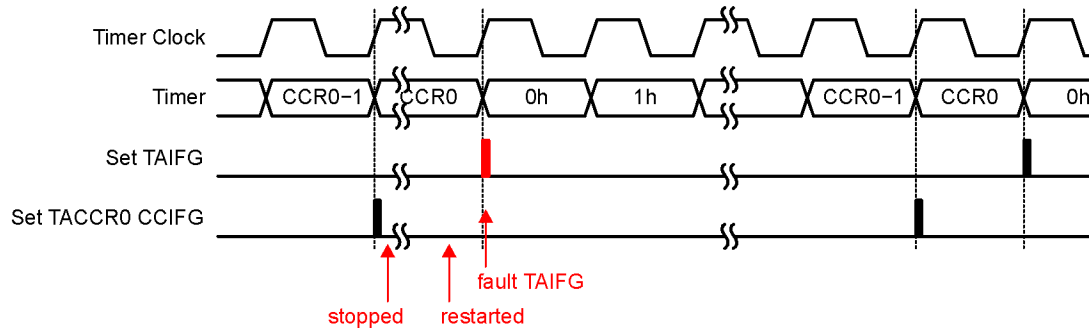 Timer Clock
Timer CCR0−1 CCR0 0h 1h CCR0−1 CCR0 0h
Set TAIFG
Set TACCR0 CCIFG
fault TAIFG
stopped restarted